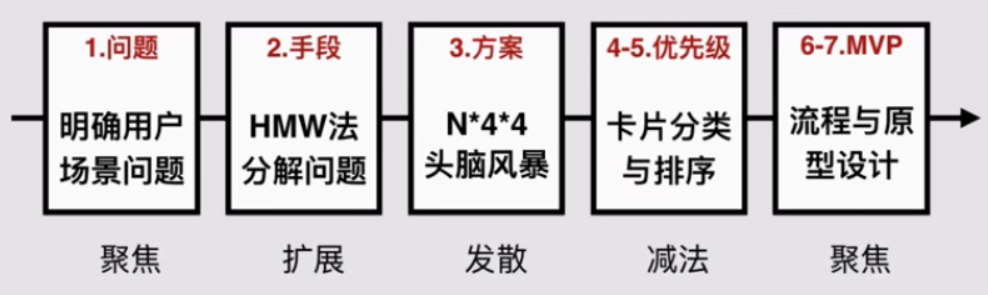 1.问题
明确用户
场景问题
聚焦
2.手段
HMW法
分解问题
扩展
3.方案
N*4*4
头脑风暴
发散
4-5.优先级
卡片分类
与排序
减法
6-7.MVP
流程与原
型设计
聚焦